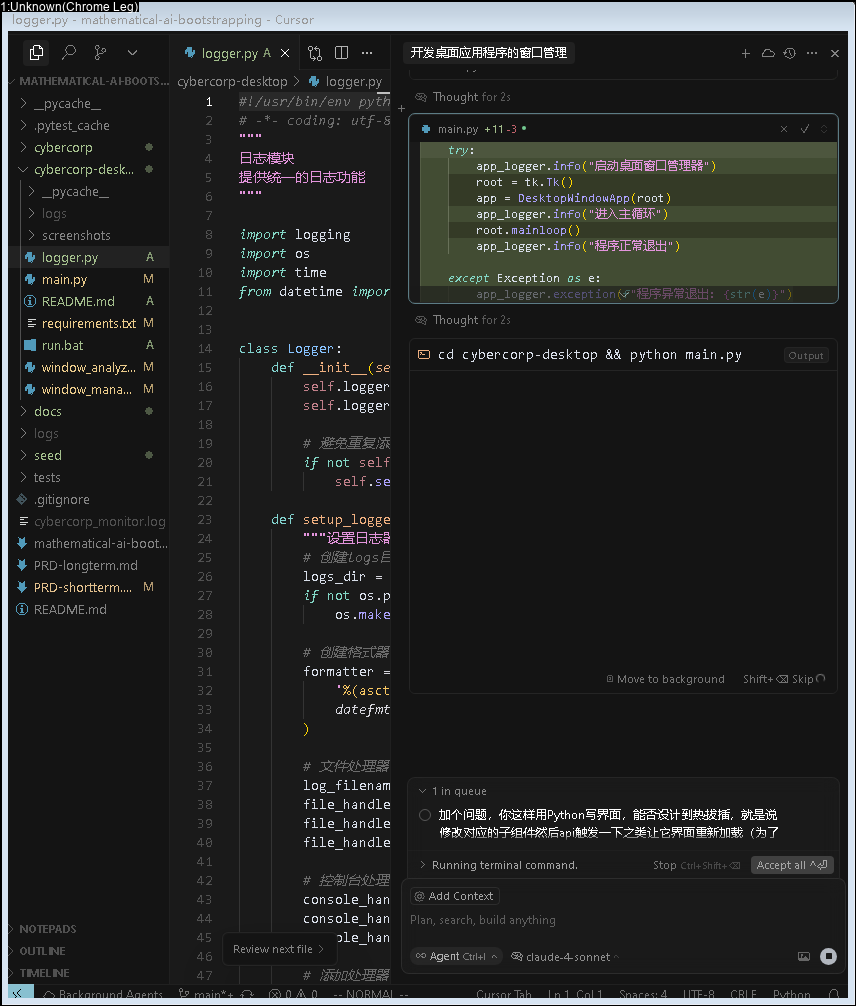 1:Unknown(Chrome Leg)
logger.py - mathematical-ai-bootstrapping - Cursor
logger.py A
开发桌面应用程序的窗口管理
MATHEMATICAL-AI-BOOTS...
__pycache__
.pytest_cache
cybercorp
cybercorp-desk...
__pycache__
logs
screenshots
logger.py A
main.py M
README.md A
requirements.txt M
run.bat A
window_analyz... M
window_mana... M
docs
logs
seed
tests
.gitignore
cybercorp_monitor.log
mathematical-ai-boot...
PRD-longterm.md
PRD-shortterm.... M
README.md
NOTEPADS
OUTLINE
TIMELINE
cybercorp-desktop > logger.py
1 #!/usr/bin/env pyth
2 # -*- coding: utf-8
3 """
4 日志模块
5 提供统一的日志功能
6 """
7
8 import logging
9 import os
10 import time
11 from datetime impor
12
13
14 class Logger:
15 def __init__(se
16 self.logger
17 self.logger
18
19 # 避免重复添
20 if not self
21 self.se
22
23 def setup_logge
24 """设置日志器
25 # 创建logs目
26 logs_dir =
27 if not os.p
28 os.make
29
30 # 创建格式器
31 formatter =
32 '%(asct
33 datefmt
34 )
35
36 # 文件处理器
37 log_filenam
38 file_handle
39 file_handle
40 file_handle
41
42 # 控制台处理
43 console_han
44 console_han
45 ole_han
46
47 # 添加处理器
Review next file >
Thought for 2s
main.py +11 -3
try:
app_logger.info("启动桌面窗口管理器")
root = tk.Tk()
app = DesktopWindowApp(root)
app_logger.info("进入主循环")
root.mainloop()
app_logger.info("程序正常退出")
except Exception as e:
app_logger.exception(f"程序异常退出: {str(e)}")
Thought for 2s
cd cybercorp-desktop && python main.py
Output
Move to background Shift+⌫ Skip
1 in queue
加个问题，你这样用Python写界面，能否设计到热拔插，就是说
修改对应的子组件然后api触发一下之类让它界面重新加载（为了
Running terminal command. Stop Ctrl+Shift+⌫ Accept all ^⏎
@ Add Context
Plan, search, build anything
∞ Agent Ctrl+I claude-4-sonnet
Background Agents main*+ 0 0 -- NORMAL -- Cursor Tab Ln 1, Col 1 Spaces: 4 UTF-8 CRLF Python